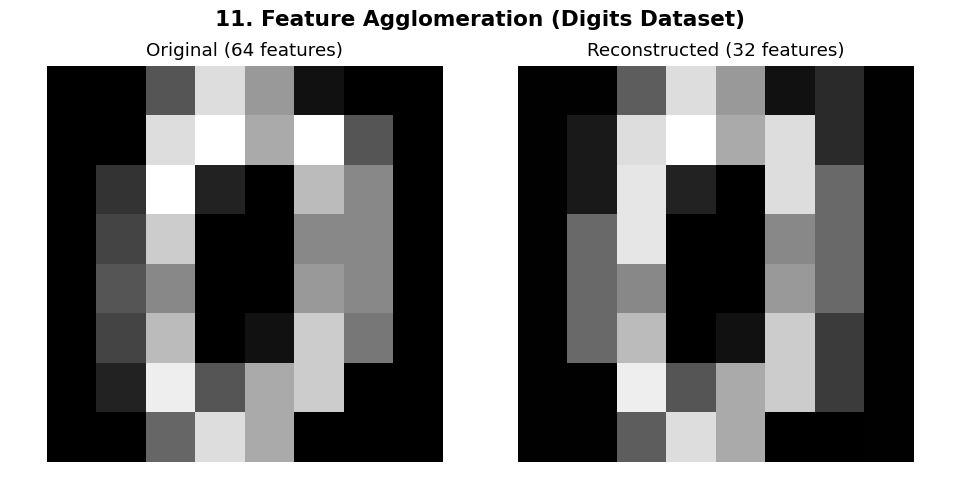 11. Feature Agglomeration (Digits Dataset)
Original (64 features)
Reconstructed (32 features)